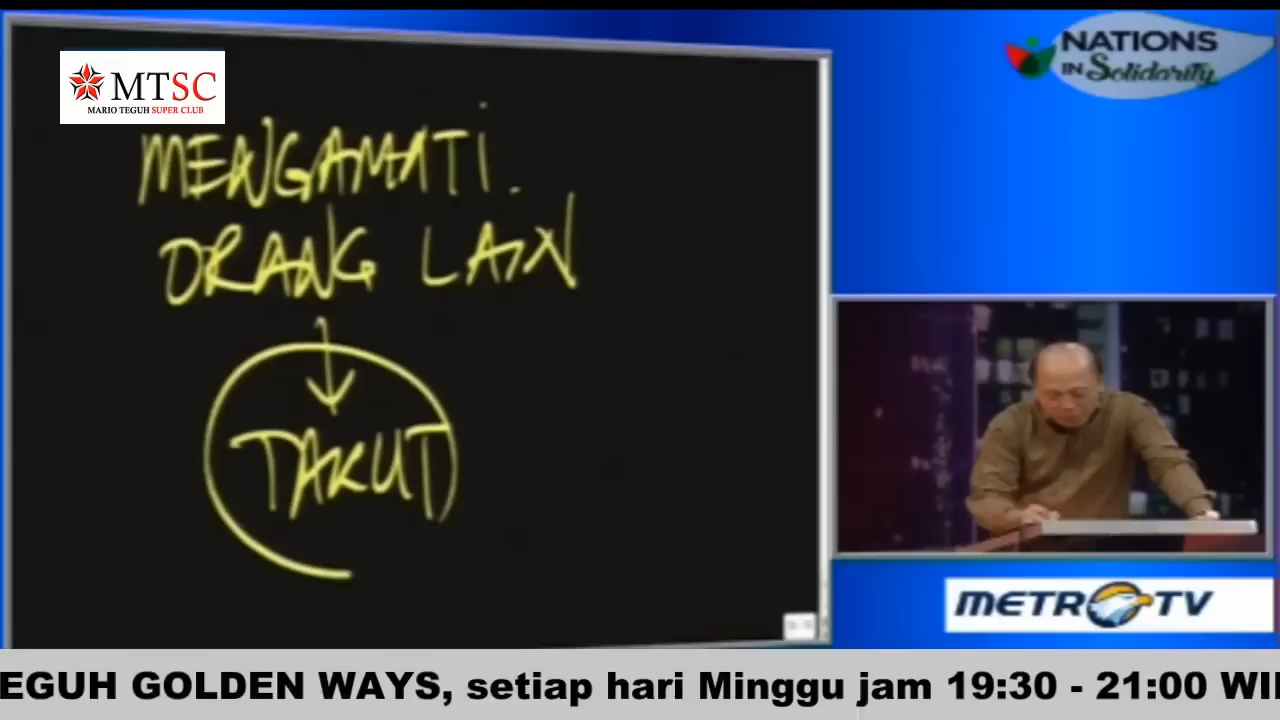 MTSC
MARIO TEGUH SUPER CLUB
NATIONS
IN Solidarity
MENGAMATI.
ORANG LAIN
TAKUT
METRO TV
EGUH GOLDEN WAYS, setiap hari Minggu jam 19:30 - 21:00 WI